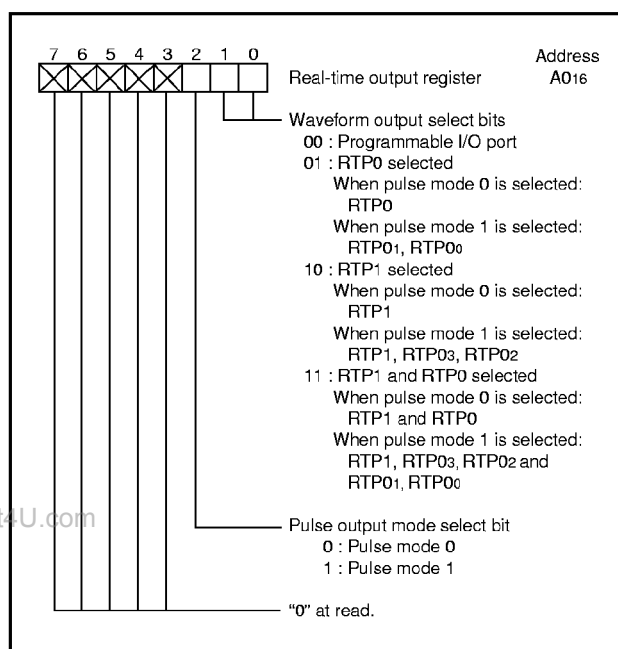 7 6 5 4 3 2 1 0
Address
Real-time output register A016
Waveform output select bits
00 : Programmable I/O port
01 : RTP0 selected
When pulse mode 0 is selected:
RTP0
When pulse mode 1 is selected:
RTP01, RTP00
10 : RTP1 selected
When pulse mode 0 is selected:
RTP1
When pulse mode 1 is selected:
RTP1, RTP03, RTP02
11 : RTP1 and RTP0 selected
When pulse mode 0 is selected:
RTP1 and RTP0
When pulse mode 1 is selected:
RTP1, RTP03, RTP02 and
RTP01, RTP00
t4U.com
Pulse output mode select bit
0 : Pulse mode 0
1 : Pulse mode 1
“0” at read.